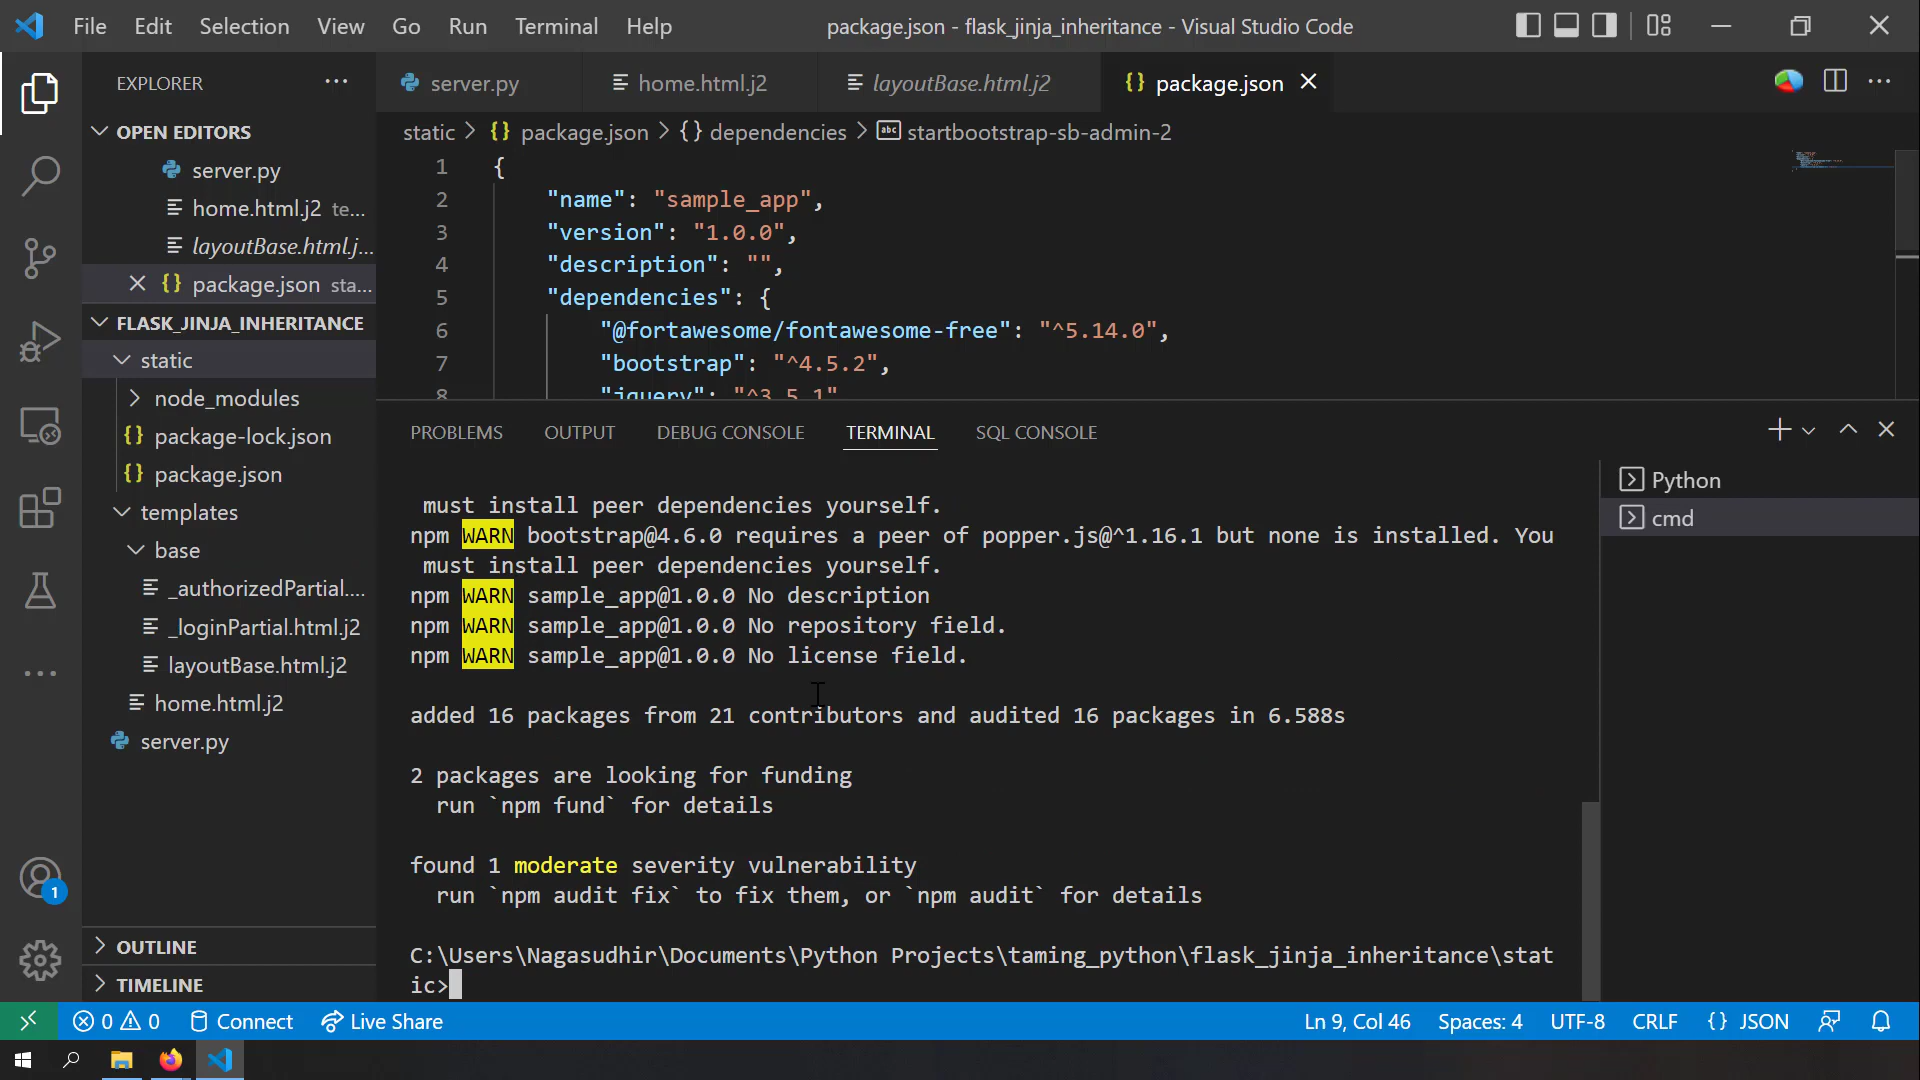 File Edit Selection View Go Run Terminal Help
package.json - flask_jinja_inheritance - Visual Studio Code
EXPLORER
OPEN EDITORS
server.py
home.html.j2 te...
layoutBase.html.j...
package.json sta...
FLASK_JINJA_INHERITANCE
static
node_modules
package-lock.json
package.json
templates
base
_authorizedPartial....
_loginPartial.html.j2
layoutBase.html.j2
home.html.j2
server.py
OUTLINE
TIMELINE
1
server.py
home.html.j2
layoutBase.html.j2
{} package.json
static > {} package.json > {} dependencies > abc startbootstrap-sb-admin-2
1 {
2 "name": "sample_app",
3 "version": "1.0.0",
4 "description": "",
5 "dependencies": {
6 "@fortawesome/fontawesome-free": "^5.14.0",
7 "bootstrap": "^4.5.2",
8 "jquery": "^3.5.1"
PROBLEMS OUTPUT DEBUG CONSOLE TERMINAL SQL CONSOLE
Python
cmd
must install peer dependencies yourself.
npm WARN bootstrap@4.6.0 requires a peer of popper.js@^1.16.1 but none is installed. You
must install peer dependencies yourself.
npm WARN sample_app@1.0.0 No description
npm WARN sample_app@1.0.0 No repository field.
npm WARN sample_app@1.0.0 No license field.
added 16 packages from 21 contributors and audited 16 packages in 6.588s
2 packages are looking for funding
run `npm fund` for details
found 1 moderate severity vulnerability
run `npm audit fix` to fix them, or `npm audit` for details
C:\Users\Nagasudhir\Documents\Python Projects\taming_python\flask_jinja_inheritance\stat
ic>
0 0 Connect Live Share
Ln 9, Col 46 Spaces: 4 UTF-8 CRLF {} JSON